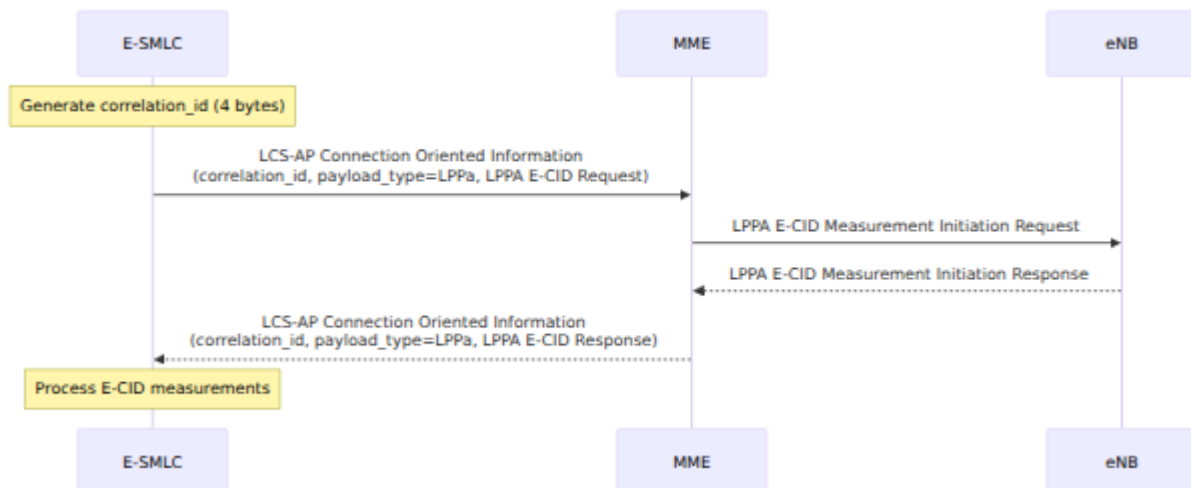 E-SMLC
MME
eNB
Generate correlation_id (4 bytes)
LCS-AP Connection Oriented Information
(correlation_id, payload_type=LPPa, LPPA E-CID Request)
LPPA E-CID Measurement Initiation Request
LPPA E-CID Measurement Initiation Response
LCS-AP Connection Oriented Information
(correlation_id, payload_type=LPPa, LPPA E-CID Response)
Process E-CID measurements
E-SMLC
MME
eNB